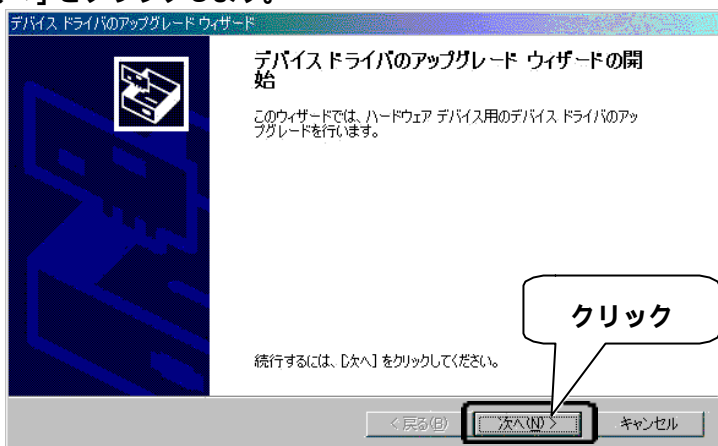 ] をクリックします。
デバイス ドライバのアップグレード ウィザード
デバイス ドライバのアップグレード ウィザードの開
始
このウィザードでは、ハードウェア デバイス用のデバイス ドライバのアッ
プグレードを行います。
クリック
続行するには、[次へ] をクリックしてください。
< 戻る(B)
次へ(N) >
キャンセル